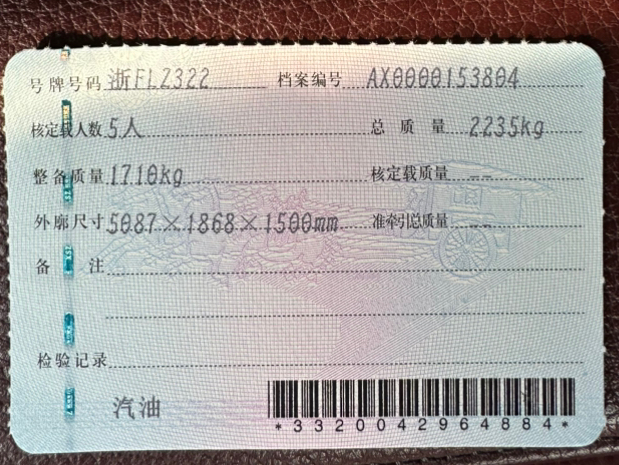 号牌号码 浙FLZ322 档案编号 AX0000153804
核定载人数 5人 总质量 2235kg
整备质量 1710kg 核定载质量 --
外廓尺寸 5087×1868×1500mm 准牵引总质量 --
备注
检验记录
汽油
*3320042964884*